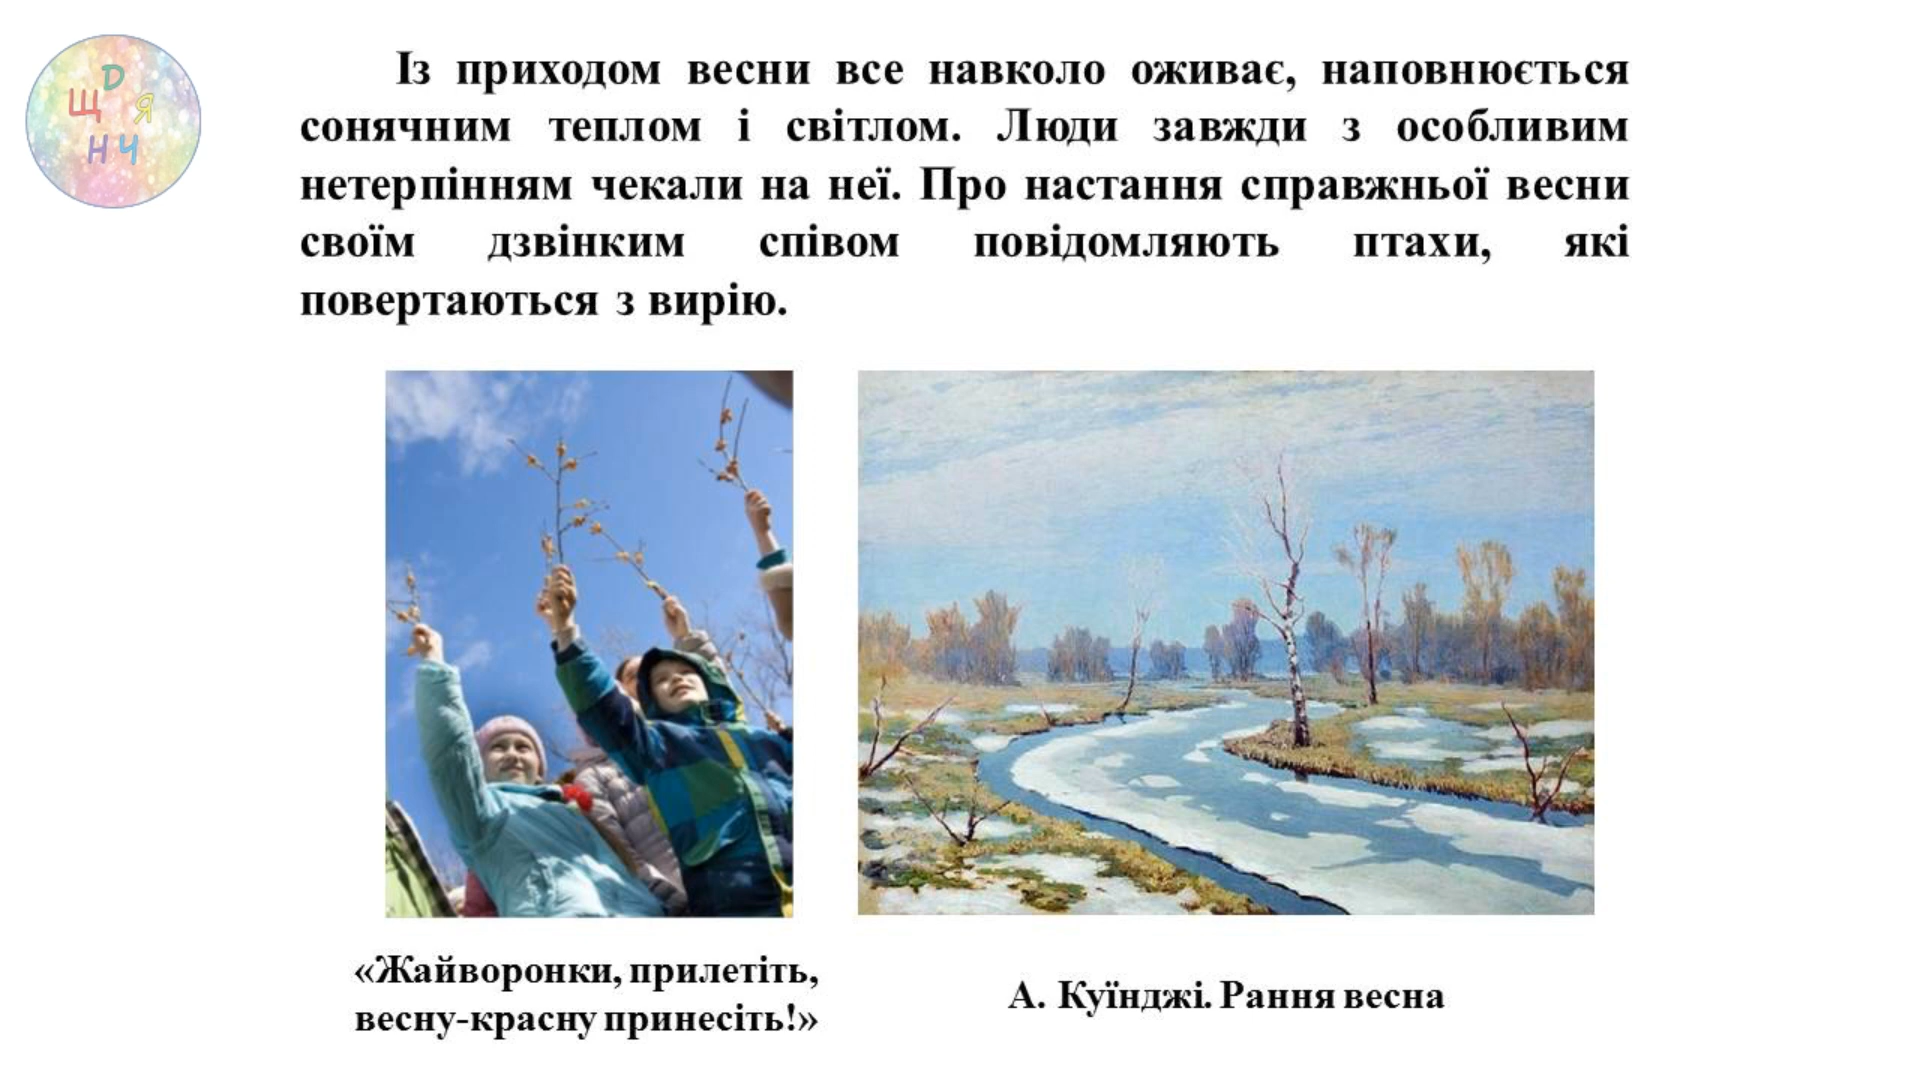 D
Щ Я
Н Ч
Із приходом весни все навколо оживає, наповнюється
сонячним теплом і світлом. Люди завжди з особливим
нетерпінням чекали на неї. Про настання справжньої весни
своїм дзвінким співом повідомляють птахи, які
повертаються з вирію.
«Жайворонки, прилетіть,
весну-красну принесіть!»
А. Куїнджі. Рання весна